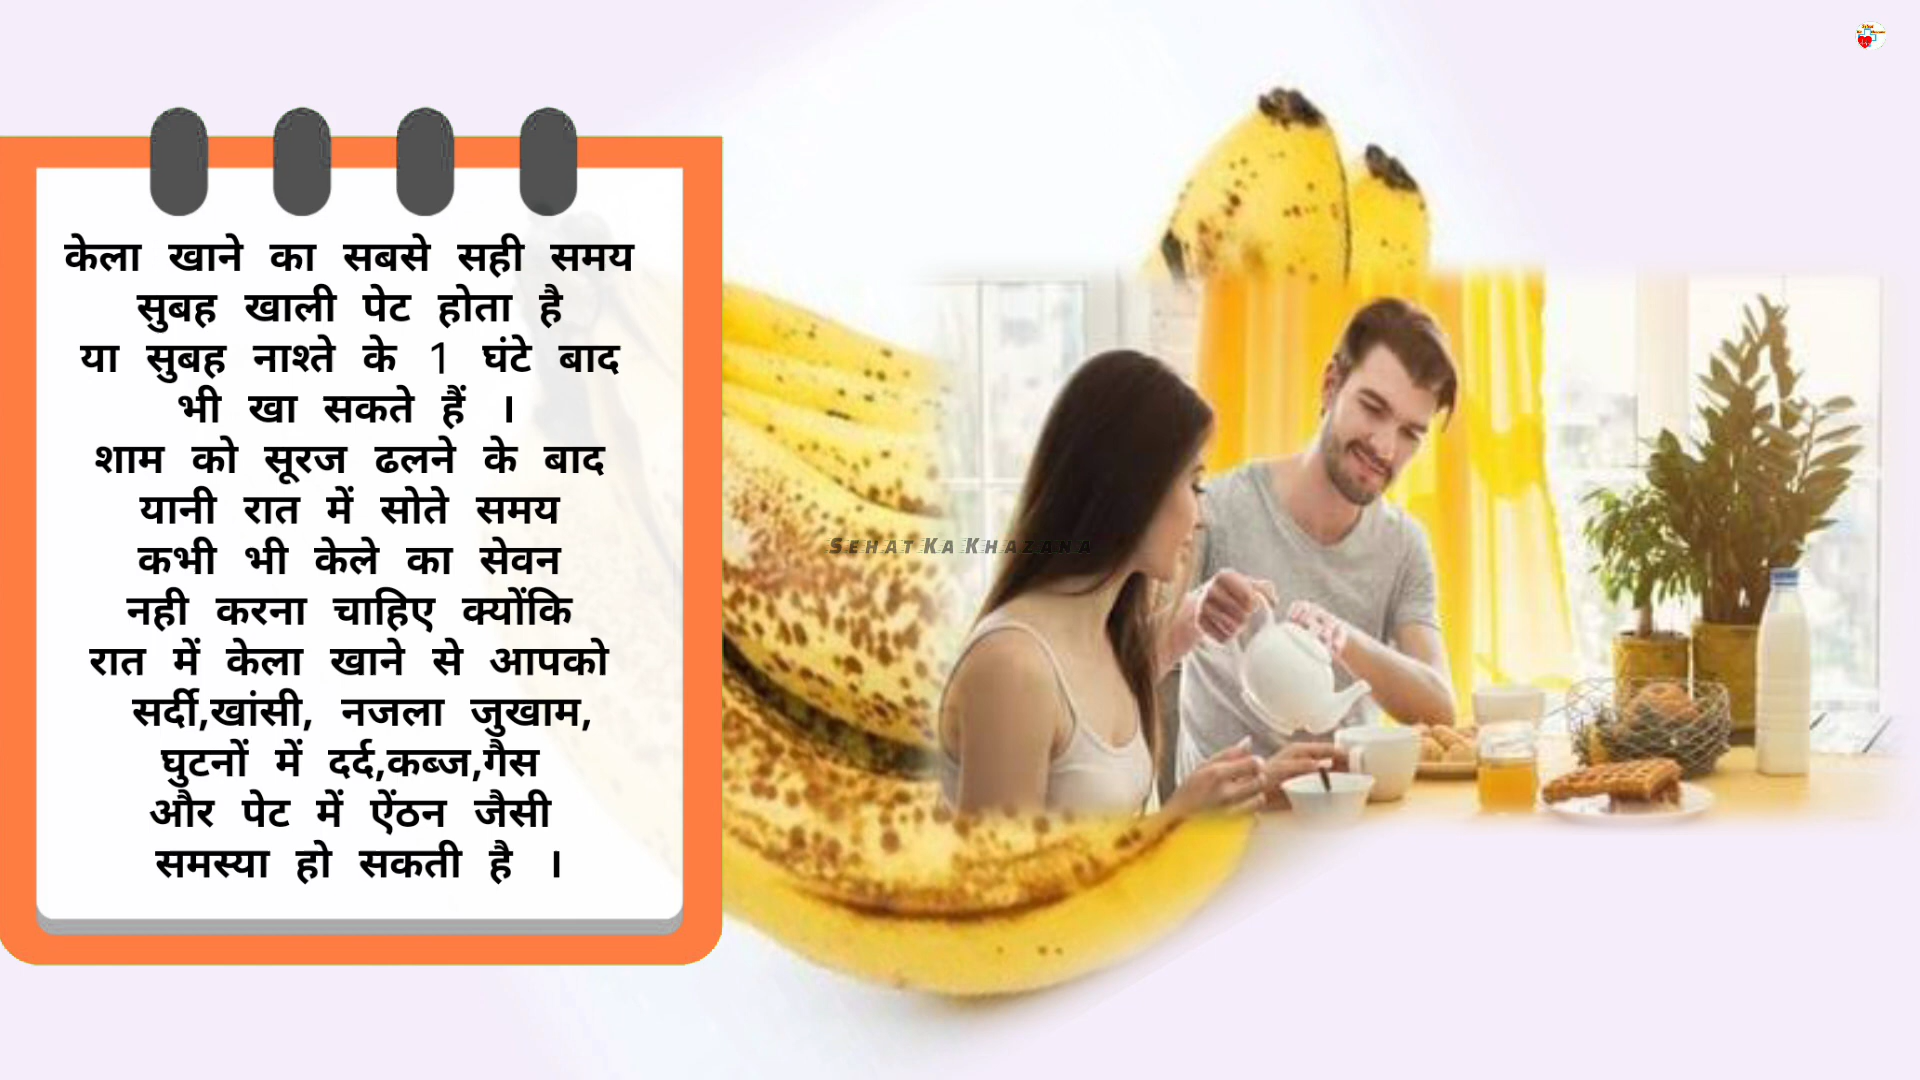 केला खाने का सबसे सही समय
सुबह खाली पेट होता है
या सुबह नाश्ते के 1 घंटे बाद
भी खा सकते हैं ।
शाम को सूरज ढलने के बाद
यानी रात में सोते समय
कभी भी केले का सेवन
नही करना चाहिए क्योंकि
रात में केला खाने से आपको
सर्दी,खांसी, नजला जुखाम,
घुटनों में दर्द,कब्ज,गैस
और पेट में ऐंठन जैसी
समस्या हो सकती है ।
SEHAT KA KHAZANA